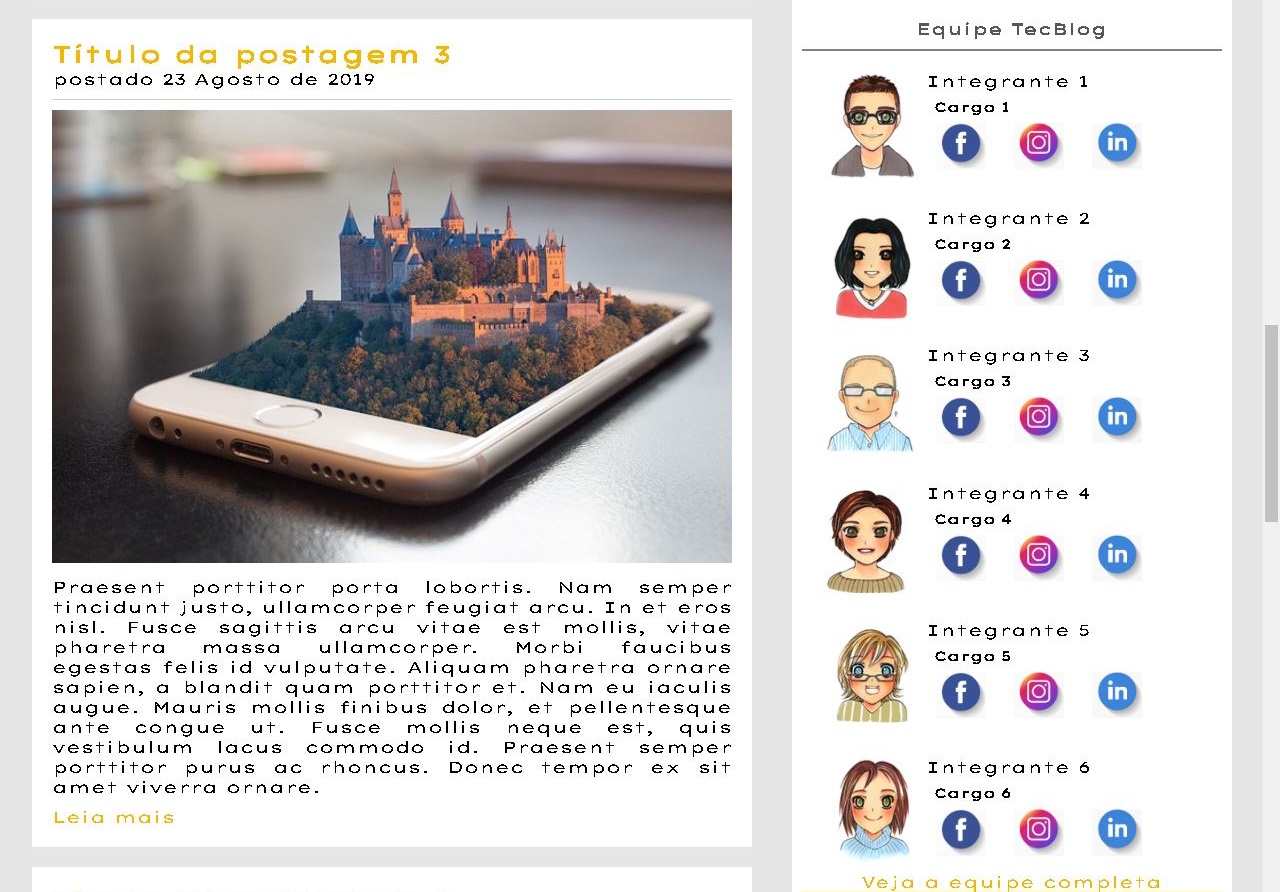 Título da postagem 3
postado 23 Agosto de 2019
Praesent porttitor porta lobortis. Nam semper
tincidunt justo, ullamcorper feugiat arcu. In et eros
nisl. Fusce sagittis arcu vitae est mollis, vitae
pharetra massa ullamcorper. Morbi faucibus
egestas felis id vulputate. Aliquam pharetra ornare
sapien, a blandit quam porttitor et. Nam eu iaculis
augue. Mauris mollis finibus dolor, et pellentesque
ante congue ut. Fusce mollis neque est, quis
vestibulum lacus commodo id. Praesent semper
porttitor purus ac rhoncus. Donec tempor ex sit
amet viverra ornare.
Leia mais
Equipe TecBlog
Integrante 1
Cargo 1
f
in
Integrante 2
Cargo 2
f
in
Integrante 3
Cargo 3
f
in
Integrante 4
Cargo 4
f
in
Integrante 5
Cargo 5
f
in
Integrante 6
Cargo 6
f
in
Veja a equipe completa